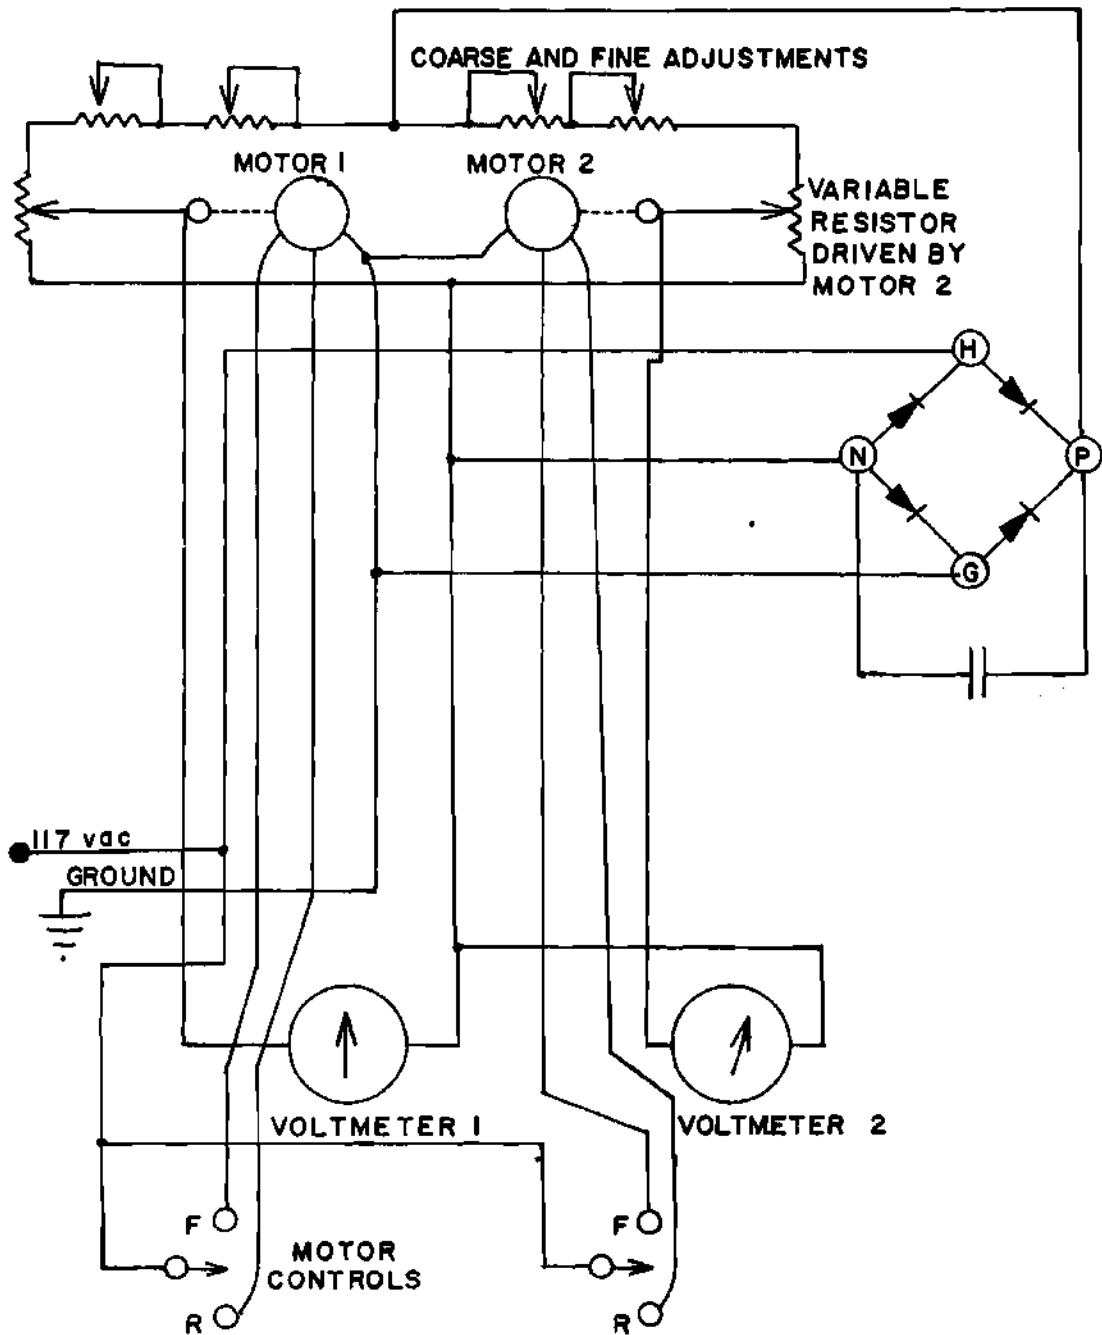 COARSE AND FINE ADJUSTMENTS
MOTOR 1
MOTOR 2
VARIABLE
RESISTOR
DRIVEN BY
MOTOR 2
H
N
P
G
117 vac
GROUND
VOLTMETER 1
VOLTMETER 2
F
F
MOTOR
CONTROLS
R
R